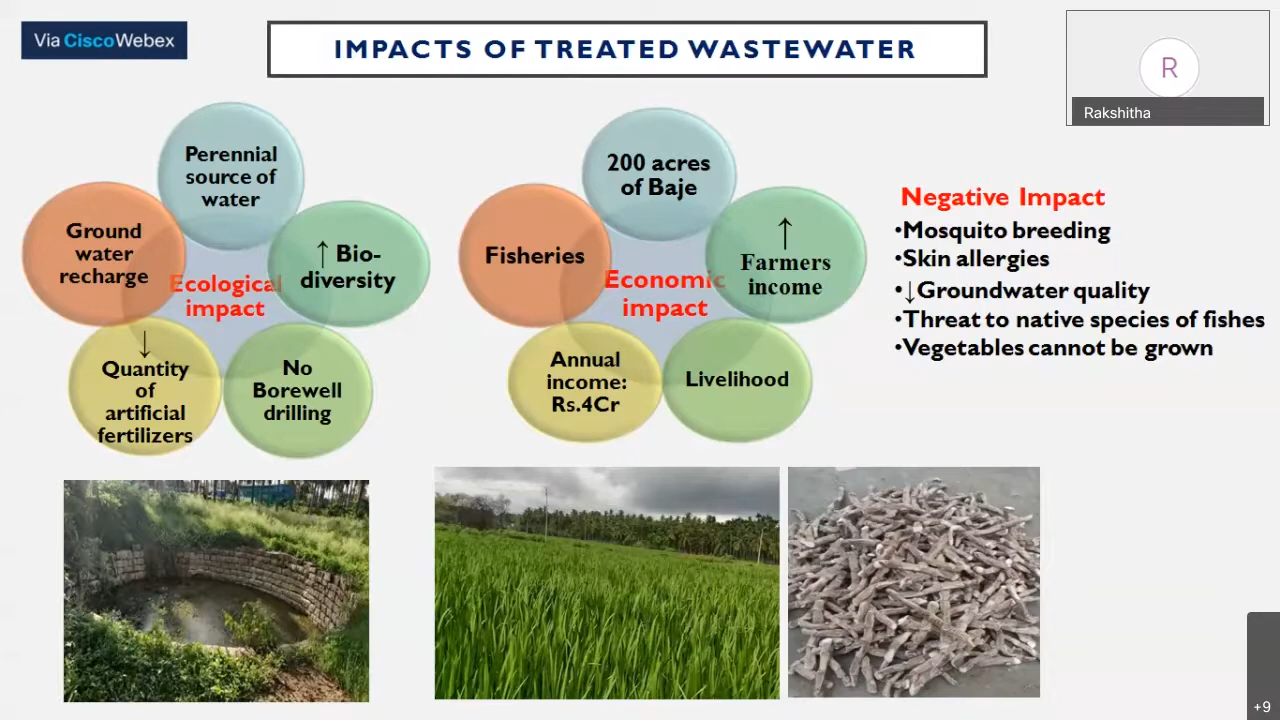 Via Cisco Webex
IMPACTS OF TREATED WASTEWATER
R
Rakshitha
Perennial
source of
water
Ground
water
recharge
↑ Bio-
diversity
Ecological
impact
↓
Quantity
of
artificial
fertilizers
No
Borewell
drilling
200 acres
of Baje
Fisheries
↑
Farmers
income
Economic
impact
Annual
income:
Rs.4Cr
Livelihood
Negative Impact
•Mosquito breeding
•Skin allergies
•↓Groundwater quality
•Threat to native species of fishes
•Vegetables cannot be grown
+9